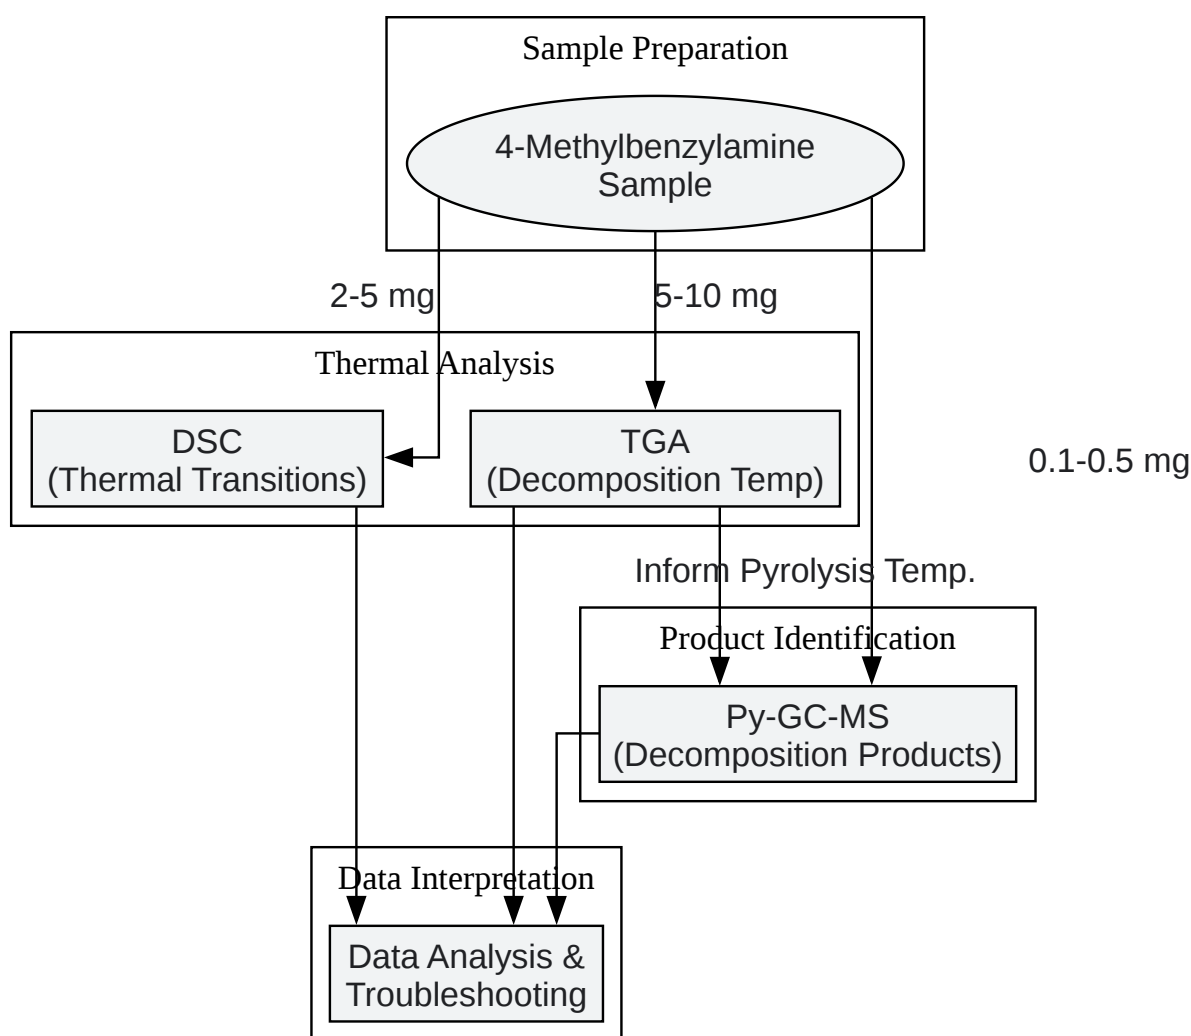 Sample Preparation
4-Methylbenzylamine
Sample
2-5 mg
5-10 mg
Thermal Analysis
DSC
(Thermal Transitions)
TGA
(Decomposition Temp)
0.1-0.5 mg
Inform Pyrolysis Temp.
Product Identification
Py-GC-MS
(Decomposition Products)
Data Interpretation
Data Analysis &
Troubleshooting